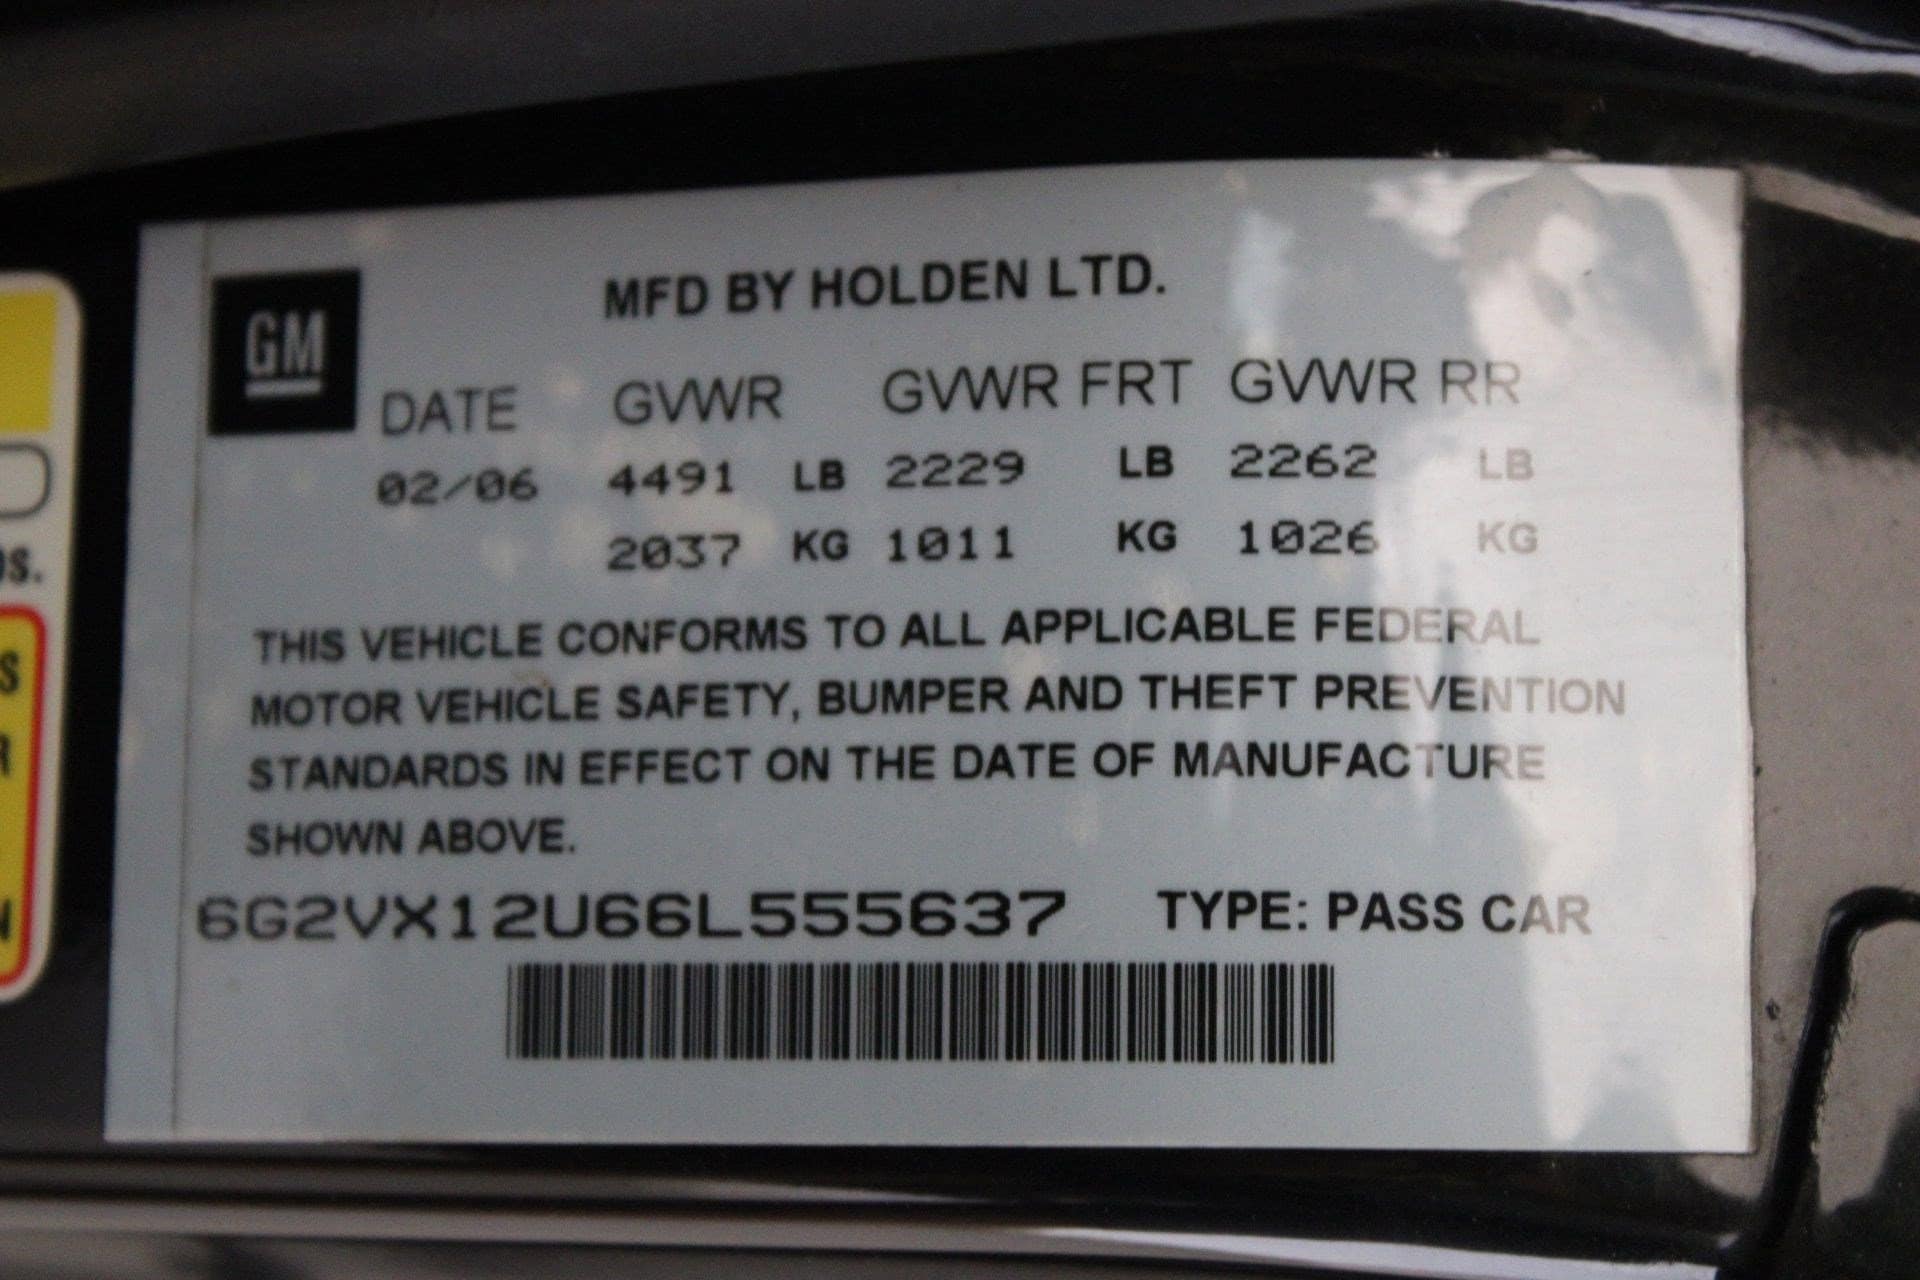 GM
MFD BY HOLDEN LTD.
DATE GVWR GVWR FRT GVWR RR
02/06 4491 LB 2229 LB 2262 LB
2037 KG 1011 KG 1026 KG
THIS VEHICLE CONFORMS TO ALL APPLICABLE FEDERAL
MOTOR VEHICLE SAFETY, BUMPER AND THEFT PREVENTION
STANDARDS IN EFFECT ON THE DATE OF MANUFACTURE
SHOWN ABOVE.
6G2VX12U66L555637 TYPE: PASS CAR